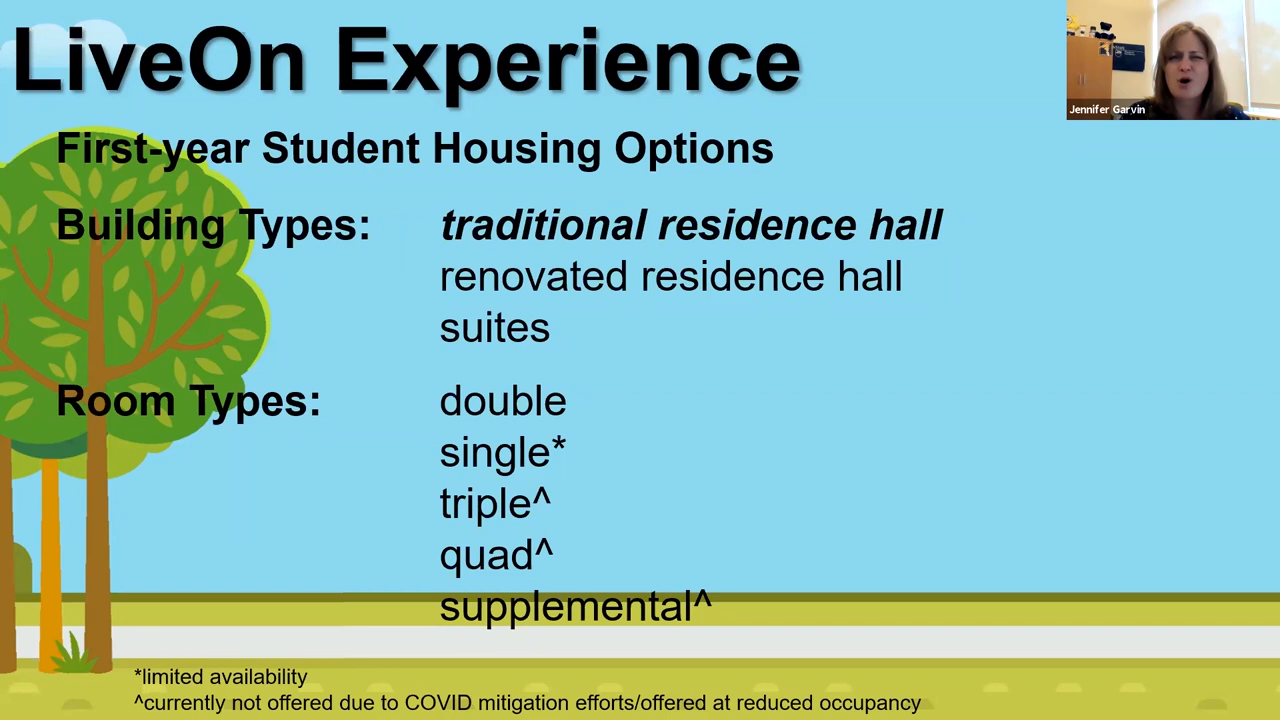 LiveOn Experience
Jennifer Garvin
First-year Student Housing Options
Building Types: traditional residence hall
renovated residence hall
suites
Room Types: double
single*
triple^
quad^
supplemental^
*limited availability
^currently not offered due to COVID mitigation efforts/offered at reduced occupancy